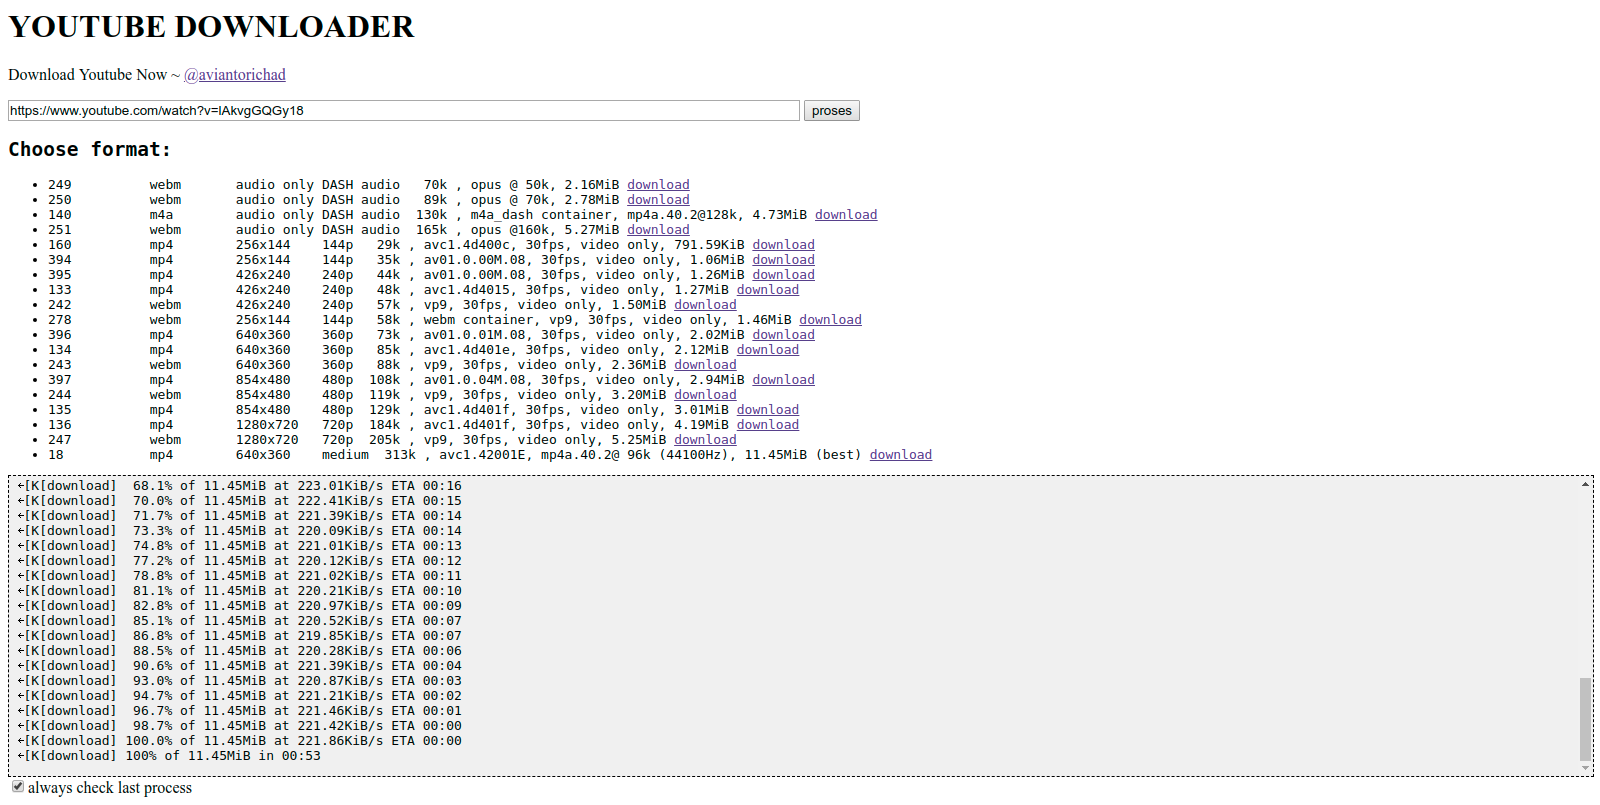 YOUTUBE DOWNLOADER
Download Youtube Now ~ @aviantorichad
https://www.youtube.com/watch?v=lAkvgGQGy18 proses
Choose format:
• 249 webm audio only DASH audio 70k , opus @ 50k, 2.16MiB download
• 250 webm audio only DASH audio 89k , opus @ 70k, 2.78MiB download
• 140 m4a audio only DASH audio 130k , m4a_dash container, mp4a.40.2@128k, 4.73MiB download
• 251 webm audio only DASH audio 165k , opus @160k, 5.27MiB download
• 160 mp4 256x144 144p 29k , avc1.4d400c, 30fps, video only, 791.59KiB download
• 394 mp4 256x144 144p 35k , av01.0.00M.08, 30fps, video only, 1.06MiB download
• 395 mp4 426x240 240p 44k , av01.0.00M.08, 30fps, video only, 1.26MiB download
• 133 mp4 426x240 240p 48k , avc1.4d4015, 30fps, video only, 1.27MiB download
• 242 webm 426x240 240p 57k , vp9, 30fps, video only, 1.50MiB download
• 278 webm 256x144 144p 58k , webm container, vp9, 30fps, video only, 1.46MiB download
• 396 mp4 640x360 360p 73k , av01.0.01M.08, 30fps, video only, 2.02MiB download
• 134 mp4 640x360 360p 85k , avc1.4d401e, 30fps, video only, 2.12MiB download
• 243 webm 640x360 360p 88k , vp9, 30fps, video only, 2.36MiB download
• 397 mp4 854x480 480p 108k , av01.0.04M.08, 30fps, video only, 2.94MiB download
• 244 webm 854x480 480p 119k , vp9, 30fps, video only, 3.20MiB download
• 135 mp4 854x480 480p 129k , avc1.4d401f, 30fps, video only, 3.01MiB download
• 136 mp4 1280x720 720p 184k , avc1.4d401f, 30fps, video only, 4.19MiB download
• 247 webm 1280x720 720p 205k , vp9, 30fps, video only, 5.25MiB download
• 18 mp4 640x360 medium 313k , avc1.42001E, mp4a.40.2@ 96k (44100Hz), 11.45MiB (best) download
←[K[download] 68.1% of 11.45MiB at 223.01KiB/s ETA 00:16
←[K[download] 70.0% of 11.45MiB at 222.41KiB/s ETA 00:15
←[K[download] 71.7% of 11.45MiB at 221.39KiB/s ETA 00:14
←[K[download] 73.3% of 11.45MiB at 220.09KiB/s ETA 00:14
←[K[download] 74.8% of 11.45MiB at 221.01KiB/s ETA 00:13
←[K[download] 77.2% of 11.45MiB at 220.12KiB/s ETA 00:12
←[K[download] 78.8% of 11.45MiB at 221.02KiB/s ETA 00:11
←[K[download] 81.1% of 11.45MiB at 220.21KiB/s ETA 00:10
←[K[download] 82.8% of 11.45MiB at 220.97KiB/s ETA 00:09
←[K[download] 85.1% of 11.45MiB at 220.52KiB/s ETA 00:07
←[K[download] 86.8% of 11.45MiB at 219.85KiB/s ETA 00:07
←[K[download] 88.5% of 11.45MiB at 220.28KiB/s ETA 00:06
←[K[download] 90.6% of 11.45MiB at 221.39KiB/s ETA 00:04
←[K[download] 93.0% of 11.45MiB at 220.87KiB/s ETA 00:03
←[K[download] 94.7% of 11.45MiB at 221.21KiB/s ETA 00:02
←[K[download] 96.7% of 11.45MiB at 221.46KiB/s ETA 00:01
←[K[download] 98.7% of 11.45MiB at 221.42KiB/s ETA 00:00
←[K[download] 100.0% of 11.45MiB at 221.86KiB/s ETA 00:00
←[K[download] 100% of 11.45MiB in 00:53
always check last process